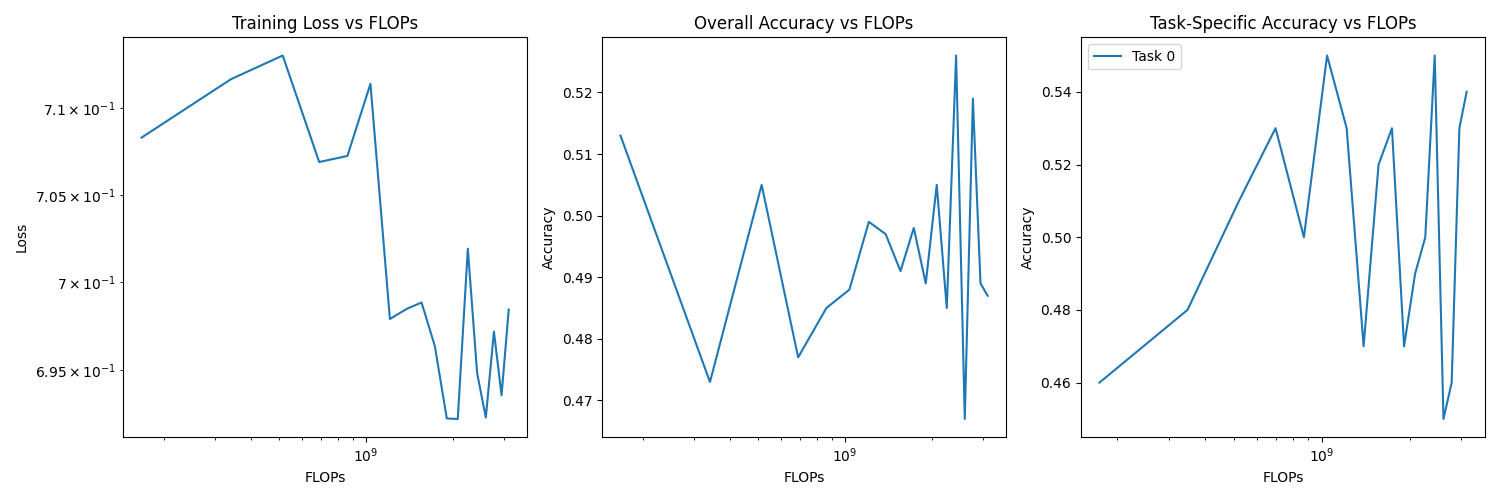 Training Loss vs FLOPs
Loss
7.1 × 10⁻¹
7.05 × 10⁻¹
7 × 10⁻¹
6.95 × 10⁻¹
10⁹
FLOPs
Overall Accuracy vs FLOPs
Accuracy
0.52
0.51
0.50
0.49
0.48
0.47
10⁹
FLOPs
Task-Specific Accuracy vs FLOPs
Task 0
Accuracy
0.54
0.52
0.50
0.48
0.46
10⁹
FLOPs